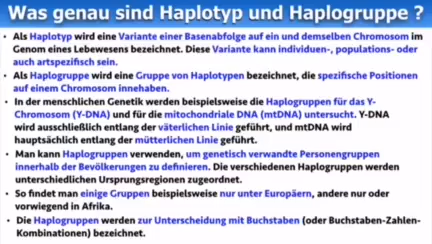 Was genau sind Haplotyp und Haplogruppe ?
• Als Haplotyp wird eine Variante einer Basenabfolge auf ein und demselben Chromosom im
Genom eines Lebewesens bezeichnet. Diese Variante kann individuen-, populations- oder
auch artspezifisch sein.
• Als Haplogruppe wird eine Gruppe von Haplotypen bezeichnet, die spezifische Positionen
auf einem Chromosom innehaben.
• In der menschlichen Genetik werden beispielsweise die Haplogruppen für das Y-
Chromosom (Y-DNA) und für die mitochondriale DNA (mtDNA) untersucht. Y-DNA
wird ausschließlich entlang der väterlichen Linie geführt, und mtDNA wird
hauptsächlich entlang der mütterlichen Linie geführt.
• Man kann Haplogruppen verwenden, um genetisch verwandte Personengruppen
innerhalb der Bevölkerungen zu definieren. Die verschiedenen Haplogruppen werden
unterschiedlichen Ursprungsregionen zugeordnet.
• So findet man einige Gruppen beispielsweise nur unter Europäern, andere nur oder
vorwiegend in Afrika.
• Die Haplogruppen werden zur Unterscheidung mit Buchstaben (oder Buchstaben-Zahlen-
Kombinationen) bezeichnet.